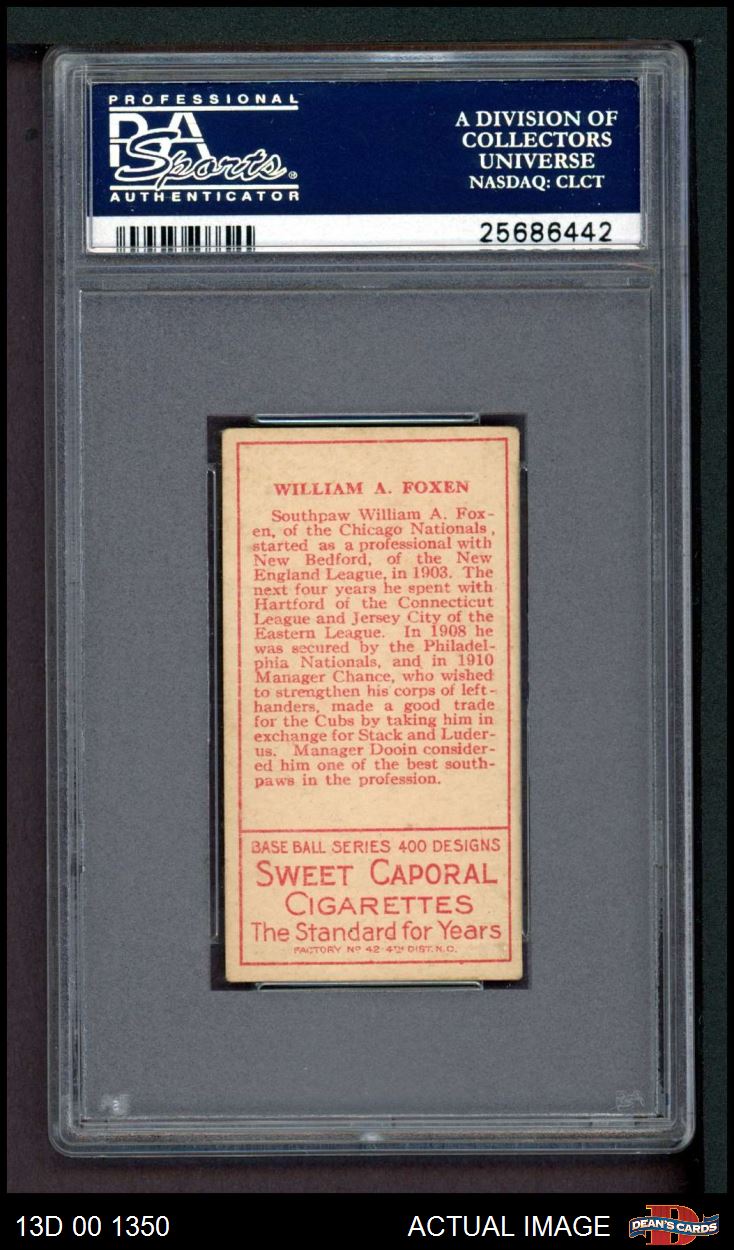 PROFESSIONAL
PSA
Sports®
AUTHENTICATOR
A DIVISION OF
COLLECTORS
UNIVERSE
NASDAQ: CLCT
25686442
WILLIAM A. FOXEN
Southpaw William A. Fox-
en, of the Chicago Nationals,
started as a professional with
New Bedford, of the New
England League, in 1903. The
next four years he spent with
Hartford of the Connecticut
League and Jersey City of the
Eastern League. In 1908 he
was secured by the Philadel-
phia Nationals, and in 1910
Manager Chance, who wished
to strengthen his corps of left-
handers, made a good trade
for the Cubs by taking him in
exchange for Stack and Luder-
us. Manager Dooin consider-
ed him one of the best south-
paws in the profession.
BASE BALL SERIES 400 DESIGNS
SWEET CAPORAL
CIGARETTES
The Standard for Years
FACTORY Nº 42-4TH DIST. N.C.
PSA
13D 00 1350
ACTUAL IMAGE
D
DEAN'S CARDS